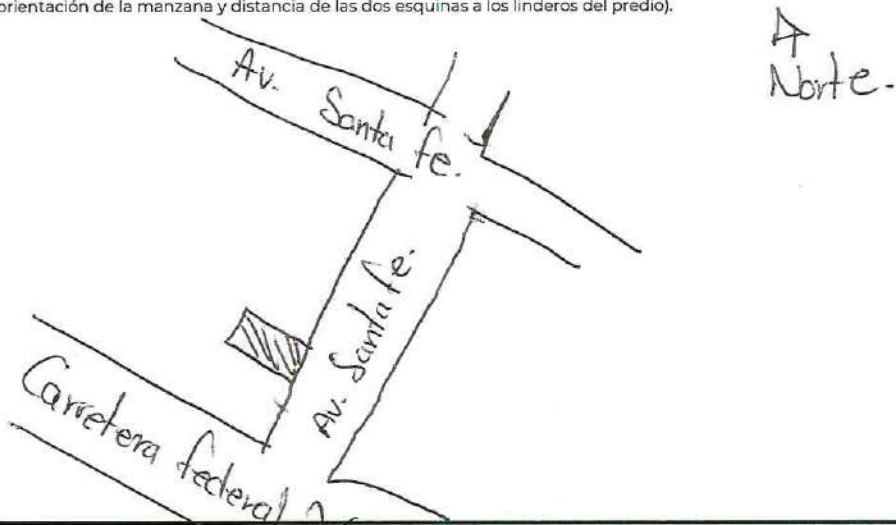 orientación de la manzana y distancia de las dos esquinas a los linderos del predio).
Norte.
Av. Santa fe.
Av. Santa fe.
Carretera federal